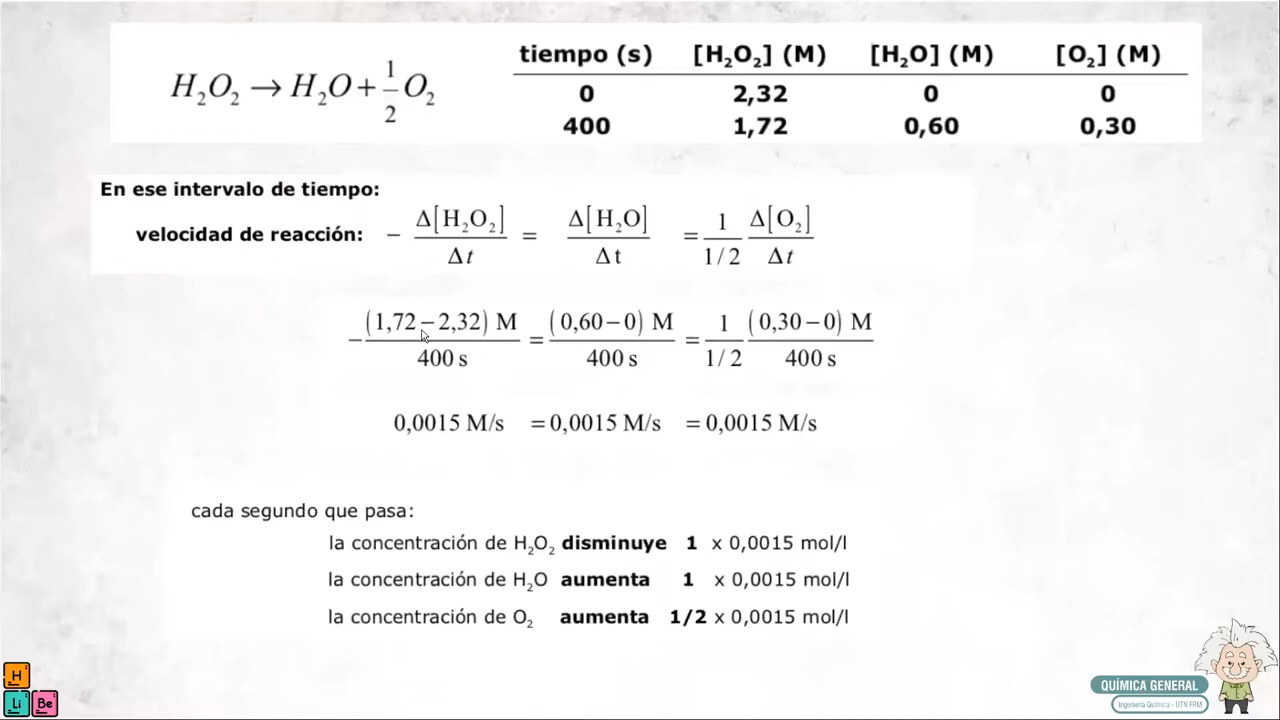 H₂O₂ → H₂O + 1/2 O₂
tiempo (s) [H₂O₂] (M) [H₂O] (M) [O₂] (M)
0 2,32 0 0
400 1,72 0,60 0,30
En ese intervalo de tiempo:
velocidad de reacción: − Δ[H₂O₂]/Δt = Δ[H₂O]/Δt = 1/(1/2) Δ[O₂]/Δt
−(1,72−2,32) M/400 s = (0,60−0) M/400 s = 1/(1/2) (0,30−0) M/400 s
0,0015 M/s = 0,0015 M/s = 0,0015 M/s
cada segundo que pasa:
la concentración de H₂O₂ disminuye 1 x 0,0015 mol/l
la concentración de H₂O aumenta 1 x 0,0015 mol/l
la concentración de O₂ aumenta 1/2 x 0,0015 mol/l
H
Li Be
QUÍMICA GENERAL
Ingeniería Química - UTN FRM